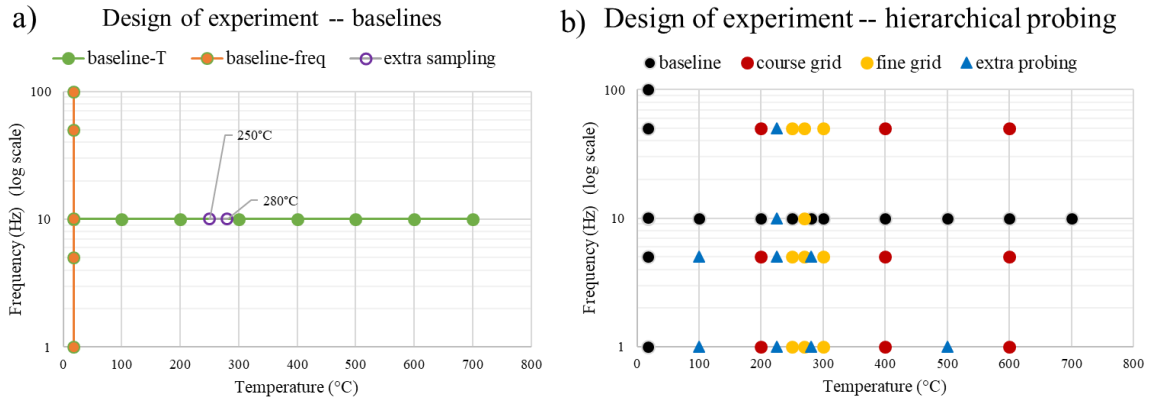 a)
Design of experiment -- baselines
baseline-T
baseline-freq
extra sampling
Frequency (Hz) (log scale)
100
10
1
250°C
280°C
0 100 200 300 400 500 600 700 800
Temperature (°C)
b)
Design of experiment -- hierarchical probing
baseline
course grid
fine grid
extra probing
Frequency (Hz) (log scale)
100
10
1
0 100 200 300 400 500 600 700 800
Temperature (°C)